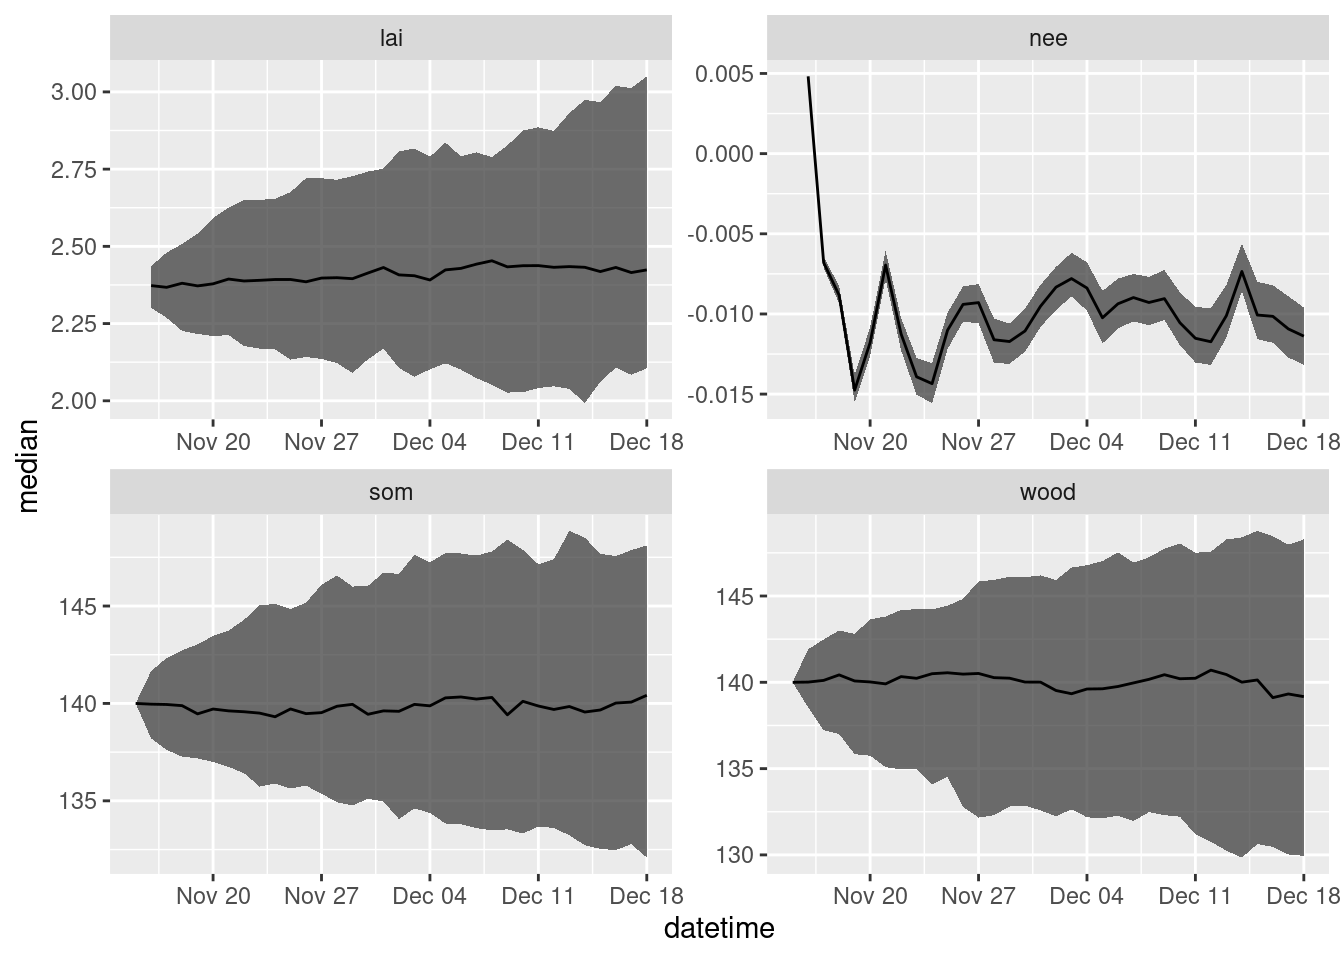 lai
3.00
2.75
2.50
2.25
2.00
Nov 20 Nov 27 Dec 04 Dec 11 Dec 18
nee
0.005
0.000
-0.005
-0.010
-0.015
Nov 20 Nov 27 Dec 04 Dec 11 Dec 18
median
som
145
140
135
Nov 20 Nov 27 Dec 04 Dec 11 Dec 18
wood
145
140
135
130
Nov 20 Nov 27 Dec 04 Dec 11 Dec 18
datetime